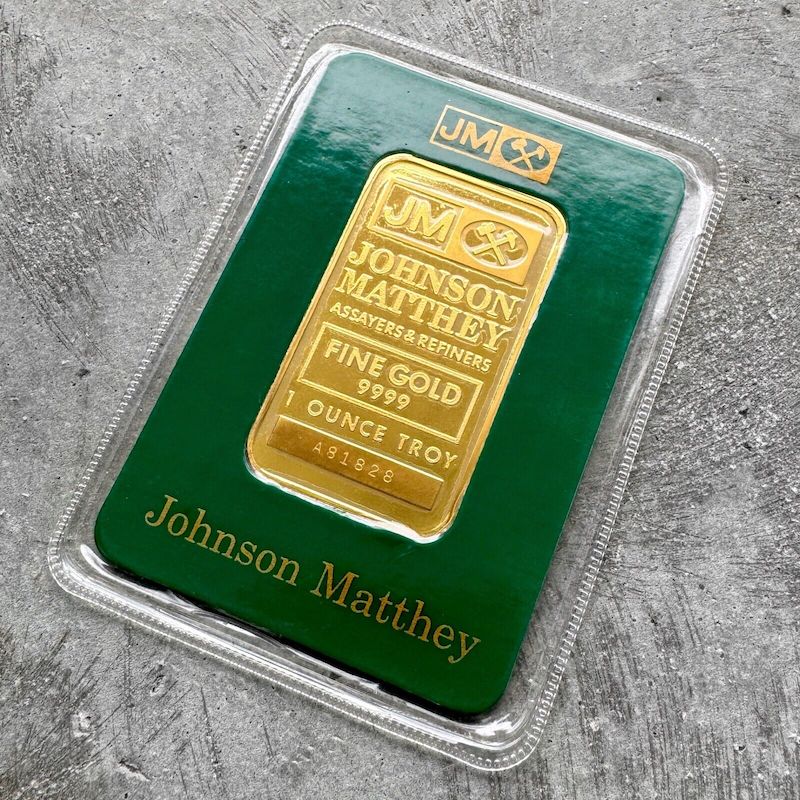 JM
JM
JOHNSON
MATTHEY
ASSAYERS & REFINERS
FINE GOLD
9999
1 OUNCE TROY
A81828
Johnson Matthey